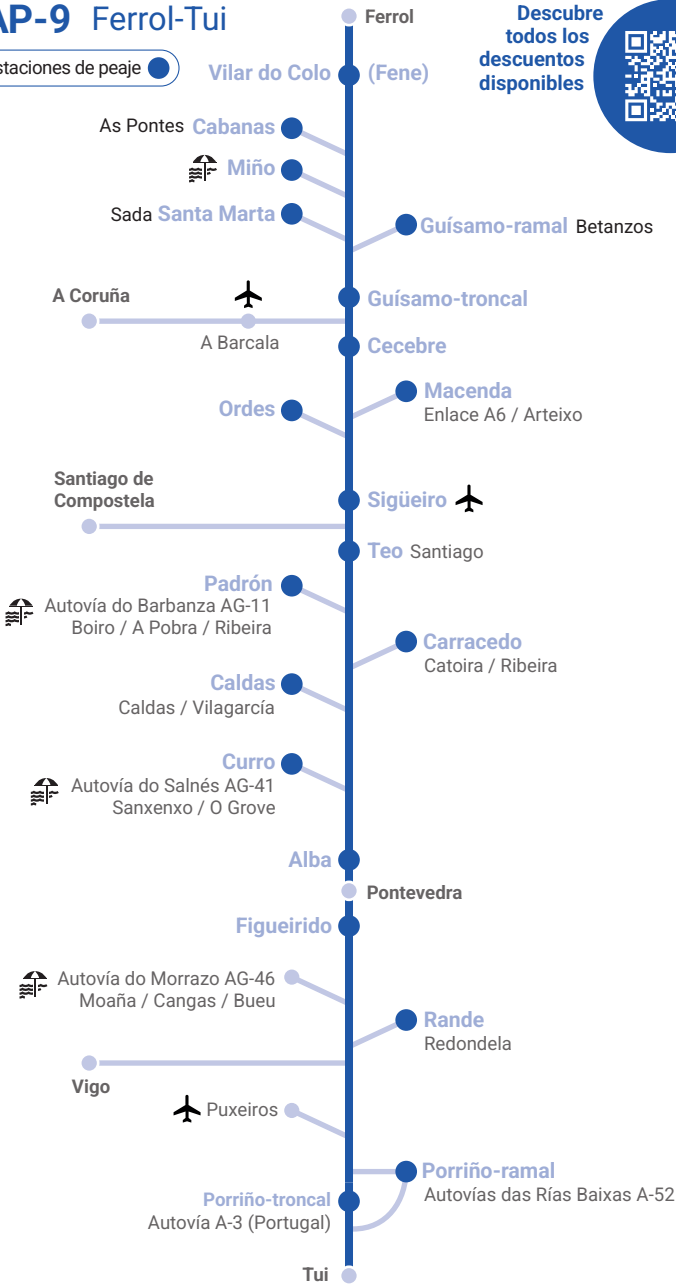 AP-9 Ferrol-Tui
Descubre
todos los
descuentos
disponibles
staciones de peaje
Ferrol
Vilar do Colo (Fene)
As Pontes Cabanas
Miño
Sada Santa Marta
Guísamo-ramal Betanzos
A Coruña
Guísamo-troncal
A Barcala
Cecebre
Macenda
Enlace A6 / Arteixo
Ordes
Santiago de
Compostela
Sigüeiro
Teo Santiago
Padrón
Autovía do Barbanza AG-11
Boiro / A Pobra / Ribeira
Carracedo
Catoira / Ribeira
Caldas
Caldas / Vilagarcía
Curro
Autovía do Salnés AG-41
Sanxenxo / O Grove
Alba
Pontevedra
Figueirido
Autovía do Morrazo AG-46
Moaña / Cangas / Bueu
Rande
Redondela
Vigo
Puxeiros
Porriño-ramal
Autovías das Rías Baixas A-52
Porriño-troncal
Autovía A-3 (Portugal)
Tui